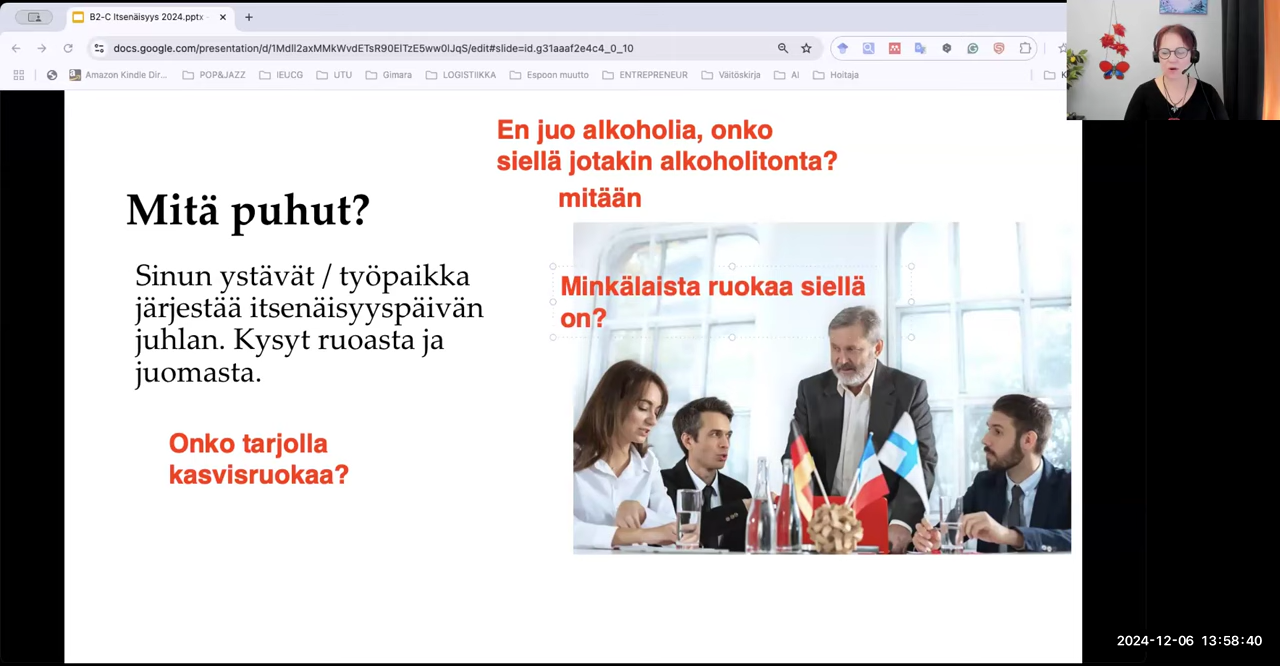 B2-C Itsenäisyys 2024.pptx
docs.google.com/presentation/d/1MdlI2axMMkWvdETsR90ElTzE5ww0IJqS/edit#slide=id.g31aaaf2e4c4_0_10
Amazon Kindle Dir...
POP&JAZZ
IEUCG
UTU
Gimara
LOGISTIIKKA
Espoon muutto
ENTREPRENEUR
Väitöskirja
AI
Hoitaja
En juo alkoholia, onko
siellä jotakin alkoholitonta?
mitään
Mitä puhut?
Sinun ystävät / työpaikka
järjestää itsenäisyyspäivän
juhlan. Kysyt ruoasta ja
juomasta.
Minkälaista ruokaa siellä
on?
Onko tarjolla
kasvisruokaa?
2024-12-06 13:58:40